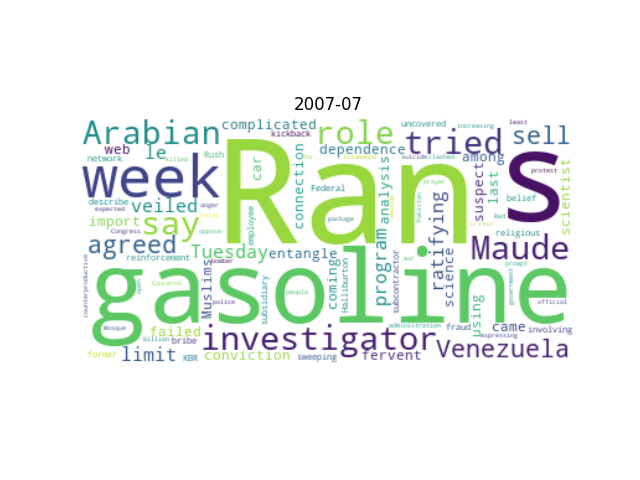 2007-07
Arabian
complicated
kickback
role
uncovered
increasing
least
tried
sell
web
le
network
killed
Rush
dependence
among
suicide
clashed
week
Ran
S
car
connection
Federal
analysis
suspect
last
protest
scientist
describe
veiled
expected
anger
prayer
belief
import
say
Congress
oppose
employee
package
Pakistan
ratifying
Red
religious
agreed
reinforcement
Tuesday
entangle
program
science
Maude
counterproductive
Concerns
bomber
Muslims
subsidiary
people
coming
Halliburton
war
subcontractor
prompt
government
gasoline
police
official
Mosque
failed
billion
bribe
investigator
administration
fraud
using
came
involving
expressing
former
limit
KBR
conviction
sweeping
fervent
Venezuela